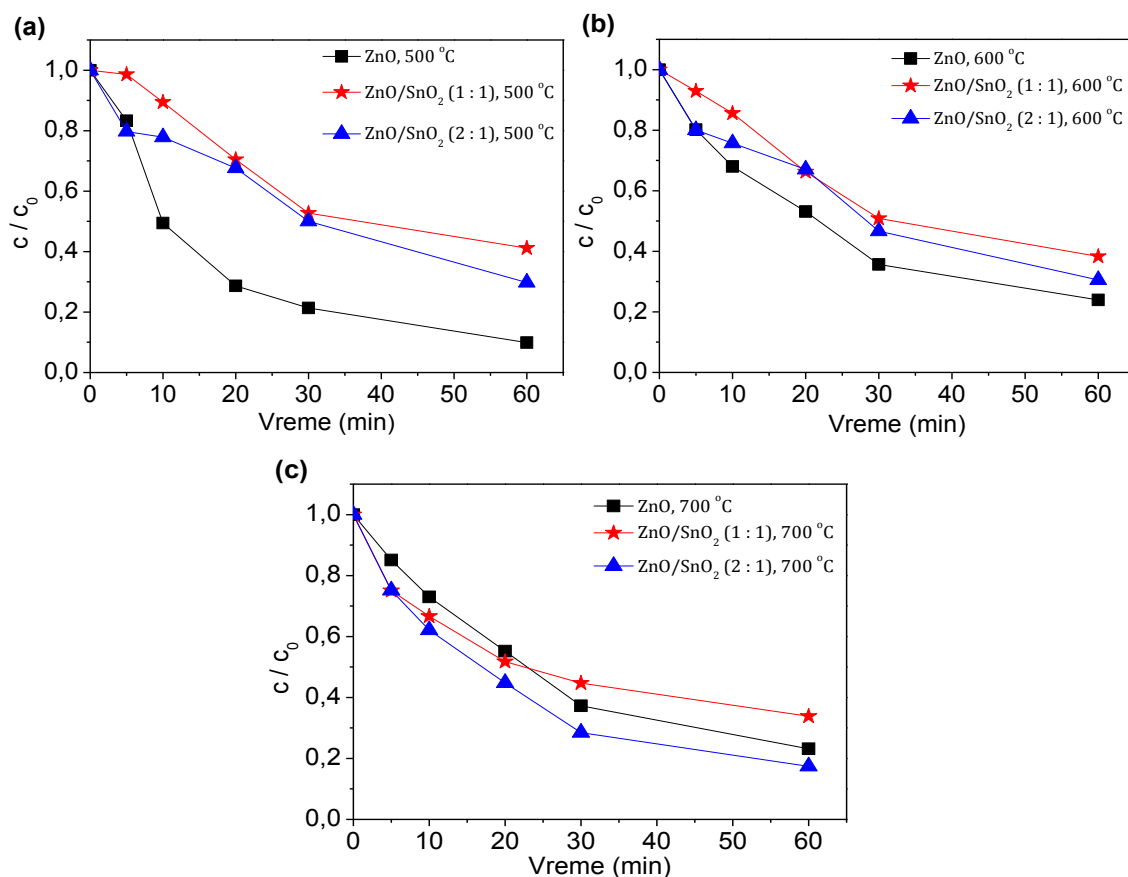 (a)
ZnO, 500 °C
ZnO/SnO₂ (1 : 1), 500 °C
ZnO/SnO₂ (2 : 1), 500 °C
1,0
0,8
0,6
0,4
0,2
0,0
c / c₀
0 10 20 30 40 50 60
Vreme (min)
(b)
ZnO, 600 °C
ZnO/SnO₂ (1 : 1), 600 °C
ZnO/SnO₂ (2 : 1), 600 °C
1,0
0,8
0,6
0,4
0,2
0,0
c / c₀
0 10 20 30 40 50 60
Vreme (min)
(c)
ZnO, 700 °C
ZnO/SnO₂ (1 : 1), 700 °C
ZnO/SnO₂ (2 : 1), 700 °C
1,0
0,8
0,6
0,4
0,2
0,0
c / c₀
0 10 20 30 40 50 60
Vreme (min)